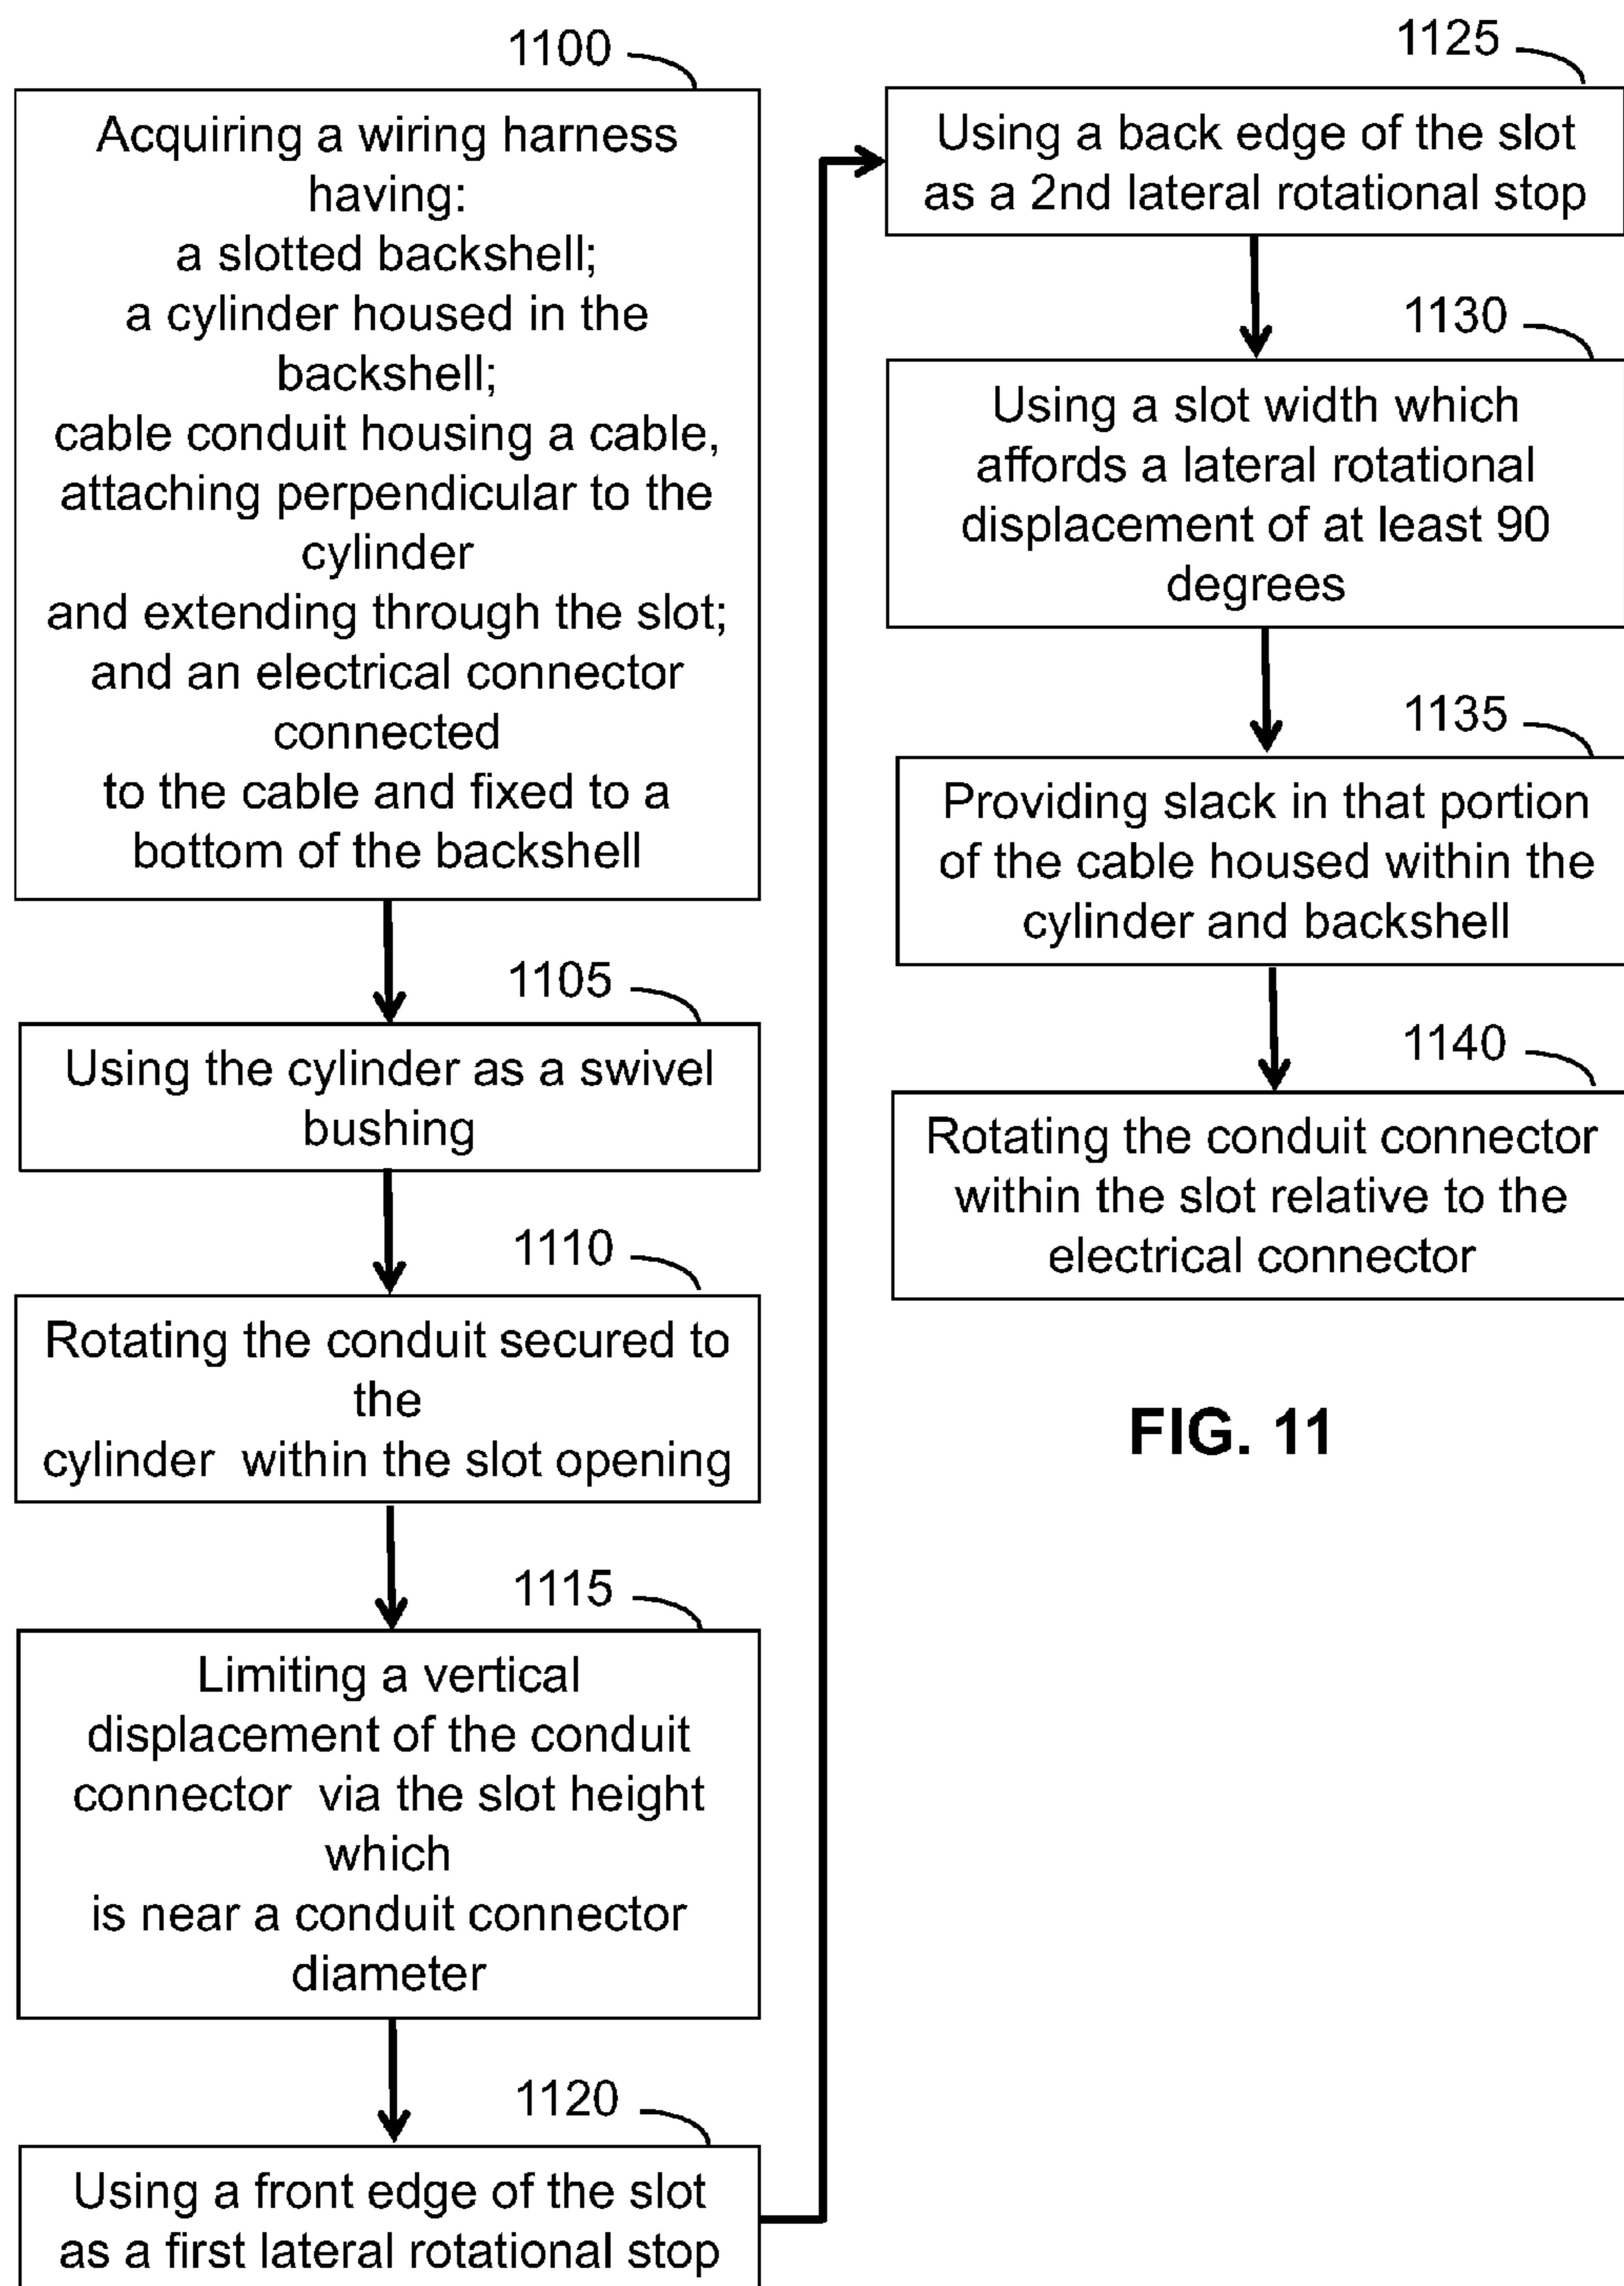 1100
Acquiring a wiring harness
having:
a slotted backshell;
a cylinder housed in the
backshell;
cable conduit housing a cable,
attaching perpendicular to the
cylinder
and extending through the slot;
and an electrical connector
connected
to the cable and fixed to a
bottom of the backshell
1105
Using the cylinder as a swivel
bushing
1110
Rotating the conduit secured to
the
cylinder within the slot opening
1115
Limiting a vertical
displacement of the conduit
connector via the slot height
which
is near a conduit connector
diameter
1120
Using a front edge of the slot
as a first lateral rotational stop
1125
Using a back edge of the slot
as a 2nd lateral rotational stop
1130
Using a slot width which
affords a lateral rotational
displacement of at least 90
degrees
1135
Providing slack in that portion
of the cable housed within the
cylinder and backshell
1140
Rotating the conduit connector
within the slot relative to the
electrical connector
FIG. 11